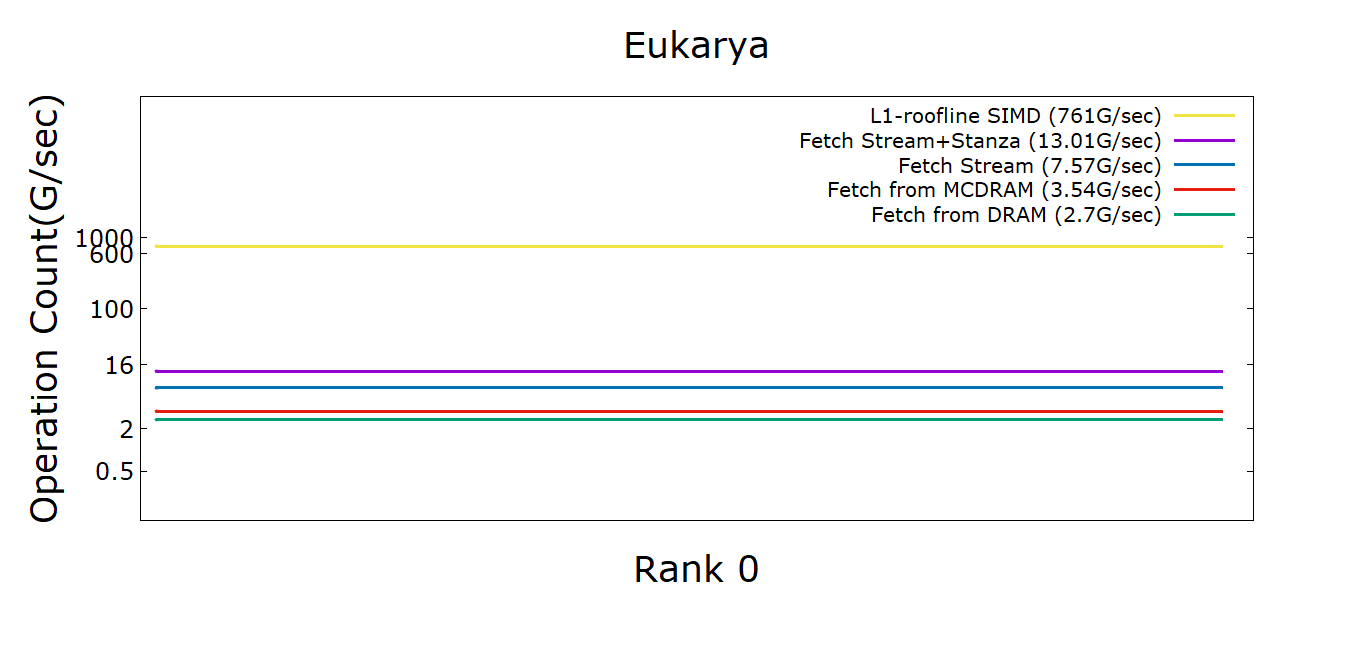 Eukarya
Operation Count(G/sec)
L1-roofline SIMD (761G/sec)
Fetch Stream+Stanza (13.01G/sec)
Fetch Stream (7.57G/sec)
Fetch from MCDRAM (3.54G/sec)
Fetch from DRAM (2.7G/sec)
1000
600
100
16
2
0.5
Rank 0